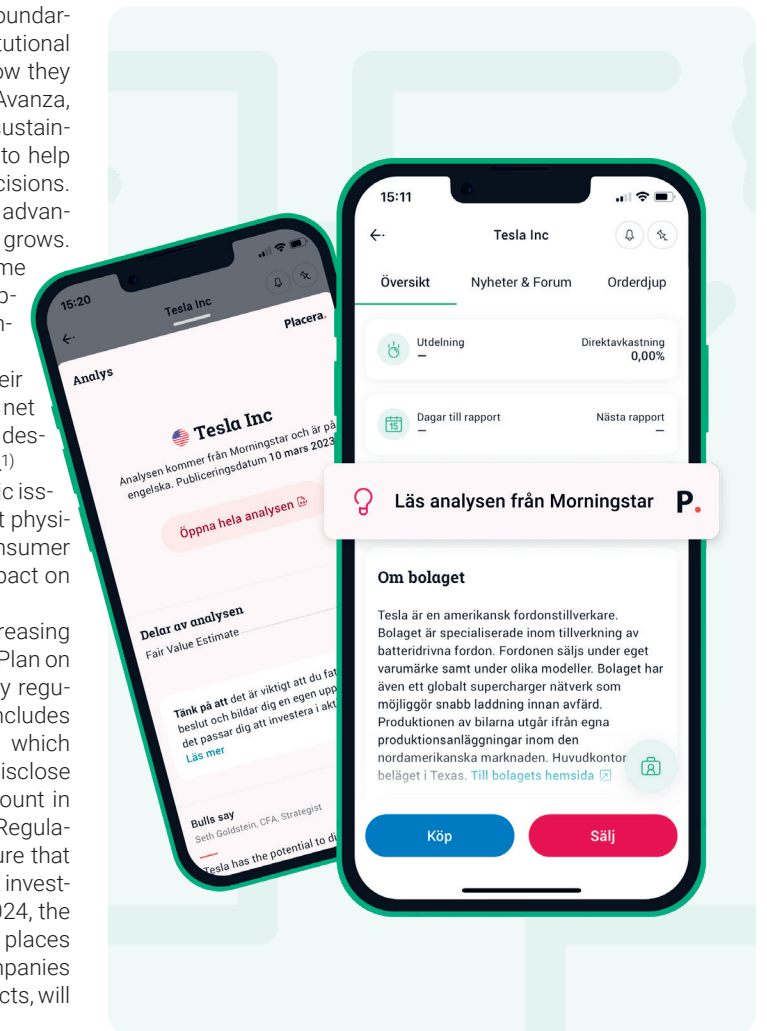 oundar-
tutional
ow they
Avanza,
sustain-
to help
cisions.
advan-
grows.
me
p-
n-
eir
net
des-
1)
ic iss-
t physi-
nsumer
pact on
reasing
Plan on
y regu-
ncludes
which
isclose
ount in
Regula-
ure that
invest-
024, the
places
mpanies
cts, will
15:20
Tesla Inc
Placera.
Analys
Tesla Inc
Analysen kommer från Morningstar och är på
engelska. Publiceringsdatum 10 mars 2023
Öppna hela analysen
Delar av analysen
Fair Value Estimate
Tänk på att det är viktigt att du fat
beslut och bildar dig en egen upp
det passar dig att investera i akt
Läs mer
Bulls say
Seth Goldstein, CFA, Strategist
Tesla has the potential to di
15:11
Tesla Inc
Översikt Nyheter & Forum Orderdjup
Utdelning Direktavkastning
– 0,00%
15
Dagar till rapport Nästa rapport
– –
Läs analysen från Morningstar P.
Om bolaget
Tesla är en amerikansk fordonstillverkare.
Bolaget är specialiserade inom tillverkning av
batteridrivna fordon. Fordonen säljs under eget
varumärke samt under olika modeller. Bolaget har
även ett globalt supercharger nätverk som
möjliggör snabb laddning innan avfärd.
Produktionen av bilarna utgår ifrån egna
produktionsanläggningar inom den
nordamerikanska marknaden. Huvudkontor
beläget i Texas. Till bolagets hemsida
Köp Sälj